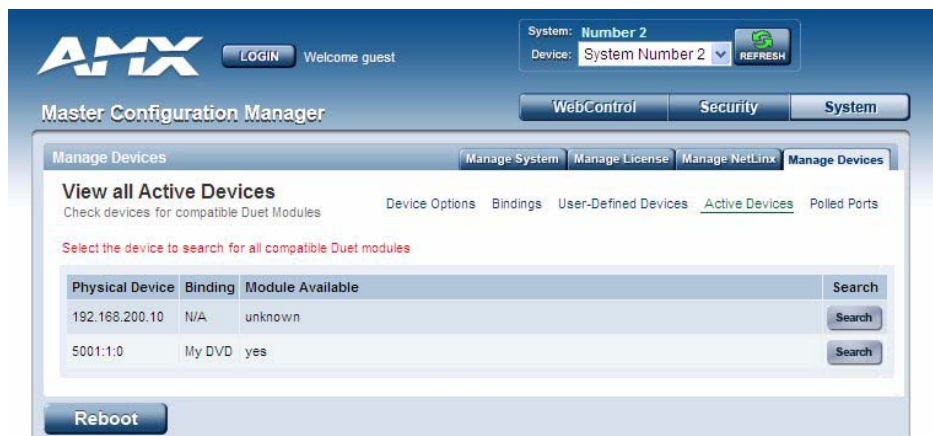 System: Number 2
AMX LOGIN Welcome guest
Device: System Number 2 REFRESH
Master Configuration Manager
WebControl Security System
Manage Devices
Manage System Manage License Manage NetLinx Manage Devices
View all Active Devices
Check devices for compatible Duet Modules
Device Options Bindings User-Defined Devices Active Devices Polled Ports
Select the device to search for all compatible Duet modules
Physical Device Binding Module Available Search
192.168.200.10 N/A unknown Search
5001:1:0 My DVD yes Search
Reboot